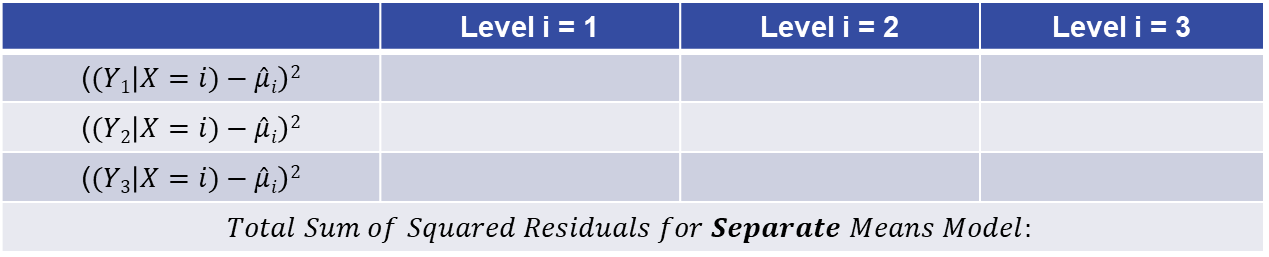 Level i = 1 Level i = 2 Level i = 3
((Y₁|X = i) − μ̂ᵢ)²
((Y₂|X = i) − μ̂ᵢ)²
((Y₃|X = i) − μ̂ᵢ)²
Total Sum of Squared Residuals for Separate Means Model: